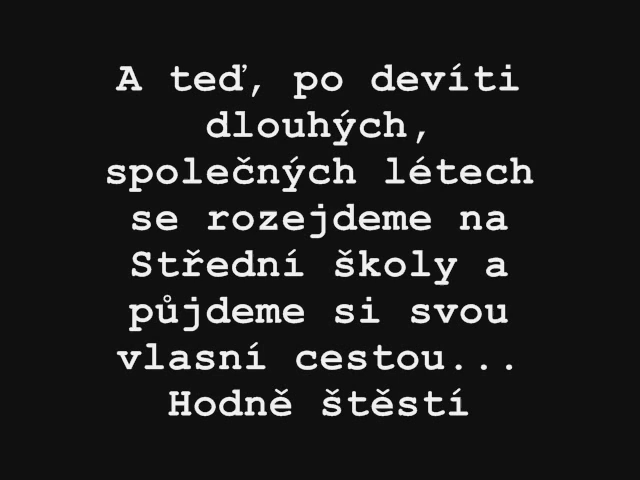 A teď, po devíti
dlouhých,
společných létech
se rozejdeme na
Střední školy a
půjdeme si svou
vlasní cestou...
Hodně štěstí